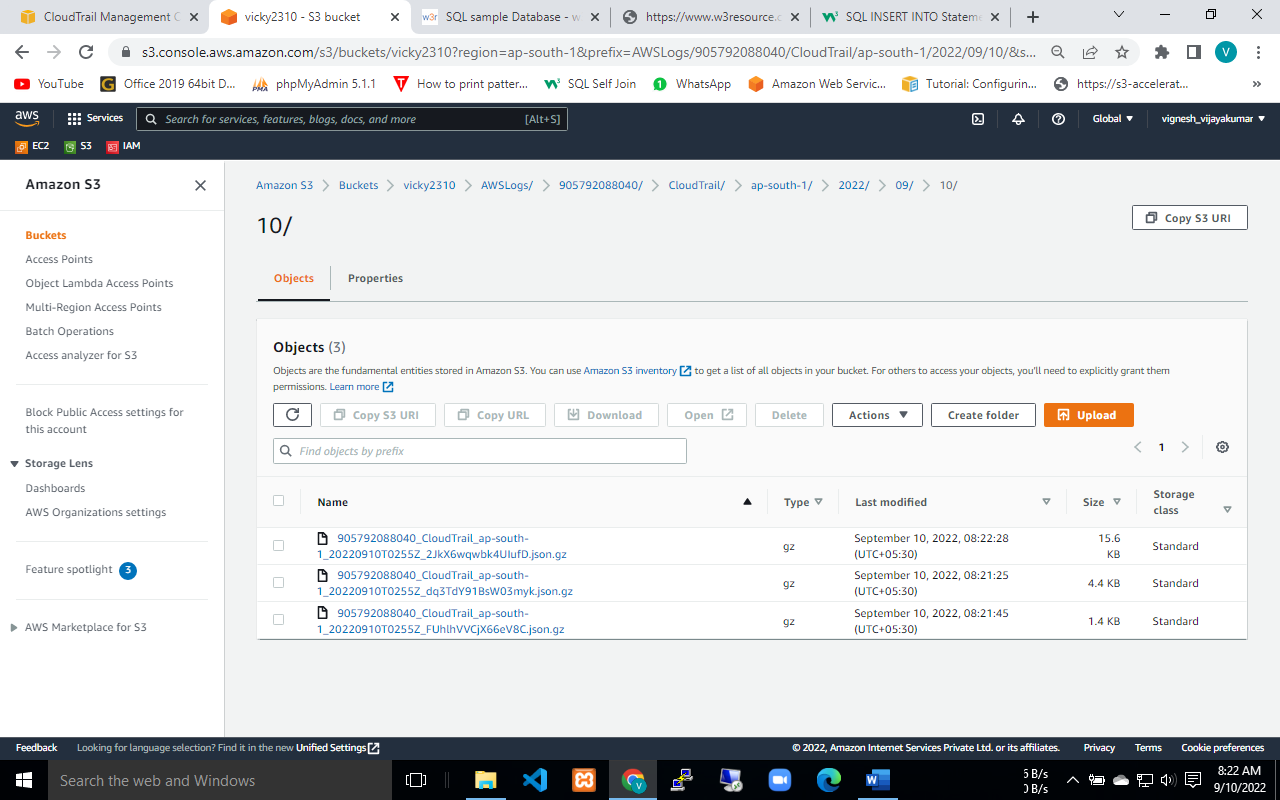 CloudTrail Management C
vicky2310 - S3 bucket
w3r
SQL sample Database - w
https://www.w3resource.c
SQL INSERT INTO Stateme
s3.console.aws.amazon.com/s3/buckets/vicky2310?region=ap-south-1&prefix=AWSLogs/905792088040/CloudTrail/ap-south-1/2022/09/10/&s...
V
YouTube
Office 2019 64bit D...
PMA
phpMyAdmin 5.1.1
How to print patter...
SQL Self Join
1
WhatsApp
Amazon Web Servic...
Tutorial: Configurin...
https://s3-accelerat...
»
aws
Services
Search for services, features, blogs, docs, and more
[Alt+S]
Global
vignesh_vijayakumar
EC2
S3
IAM
Amazon S3
Buckets
Access Points
Object Lambda Access Points
Multi-Region Access Points
Batch Operations
Access analyzer for S3
Block Public Access settings for
this account
Storage Lens
Dashboards
AWS Organizations settings
Feature spotlight 3
AWS Marketplace for S3
Amazon S3 > Buckets > vicky2310 > AWSLogs/ > 905792088040/ > CloudTrail/ > ap-south-1/ > 2022/ > 09/ > 10/
10/
Copy S3 URI
Objects
Properties
Objects (3)
Objects are the fundamental entities stored in Amazon S3. You can use Amazon S3 inventory to get a list of all objects in your bucket. For others to access your objects, you'll need to explicitly grant them
permissions. Learn more
Copy S3 URI
Copy URL
Download
Open
Delete
Actions
Create folder
Upload
Find objects by prefix
1
Name
Type
Last modified
Size
Storage
class
905792088040_CloudTrail_ap-south-
1_20220910T0255Z_2JkX6wqwbk4UIufD.json.gz
gz
September 10, 2022, 08:22:28
(UTC+05:30)
15.6
KB
Standard
905792088040_CloudTrail_ap-south-
1_20220910T0255Z_dq3TdY91BsW03myk.json.gz
gz
September 10, 2022, 08:21:25
(UTC+05:30)
4.4 KB
Standard
905792088040_CloudTrail_ap-south-
1_20220910T0255Z_FUhlhVVCjX66eV8C.json.gz
gz
September 10, 2022, 08:21:45
(UTC+05:30)
1.4 KB
Standard
Feedback
Looking for language selection? Find it in the new Unified Settings
© 2022, Amazon Internet Services Private Ltd. or its affiliates.
Privacy
Terms
Cookie preferences
Search the web and Windows
V
W
5 B/s
0 B/s
8:22 AM
9/10/2022